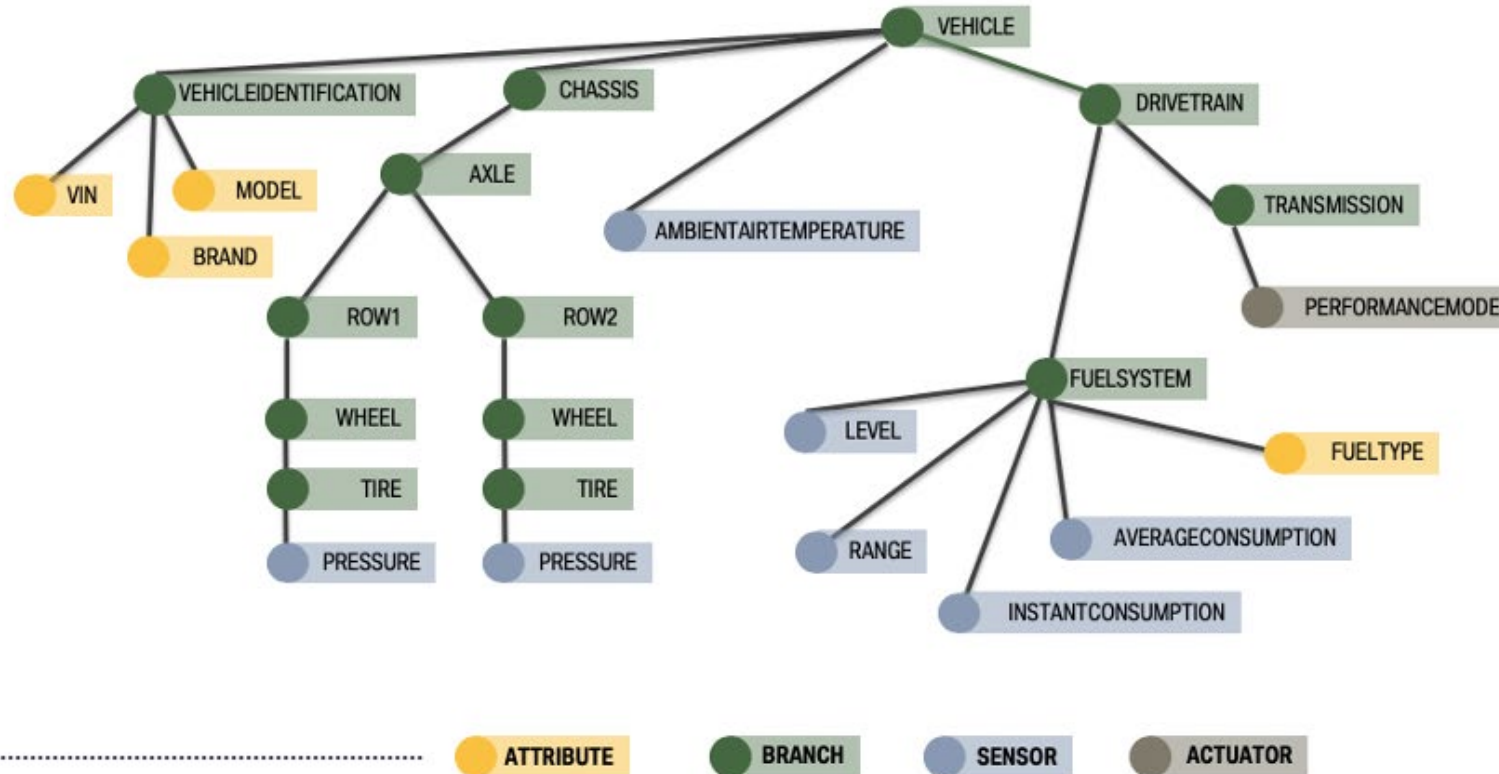 VEHICLE
VEHICLEIDENTIFICATION
CHASSIS
DRIVETRAIN
AXLE
VIN
MODEL
TRANSMISSION
AMBIENTAIRTEMPERATURE
BRAND
PERFORMANCEMODE
ROW1
ROW2
FUELSYSTEM
WHEEL
WHEEL
LEVEL
FUELTYPE
TIRE
TIRE
AVERAGECONSUMPTION
RANGE
PRESSURE
PRESSURE
INSTANTCONSUMPTION
ATTRIBUTE
BRANCH
SENSOR
ACTUATOR